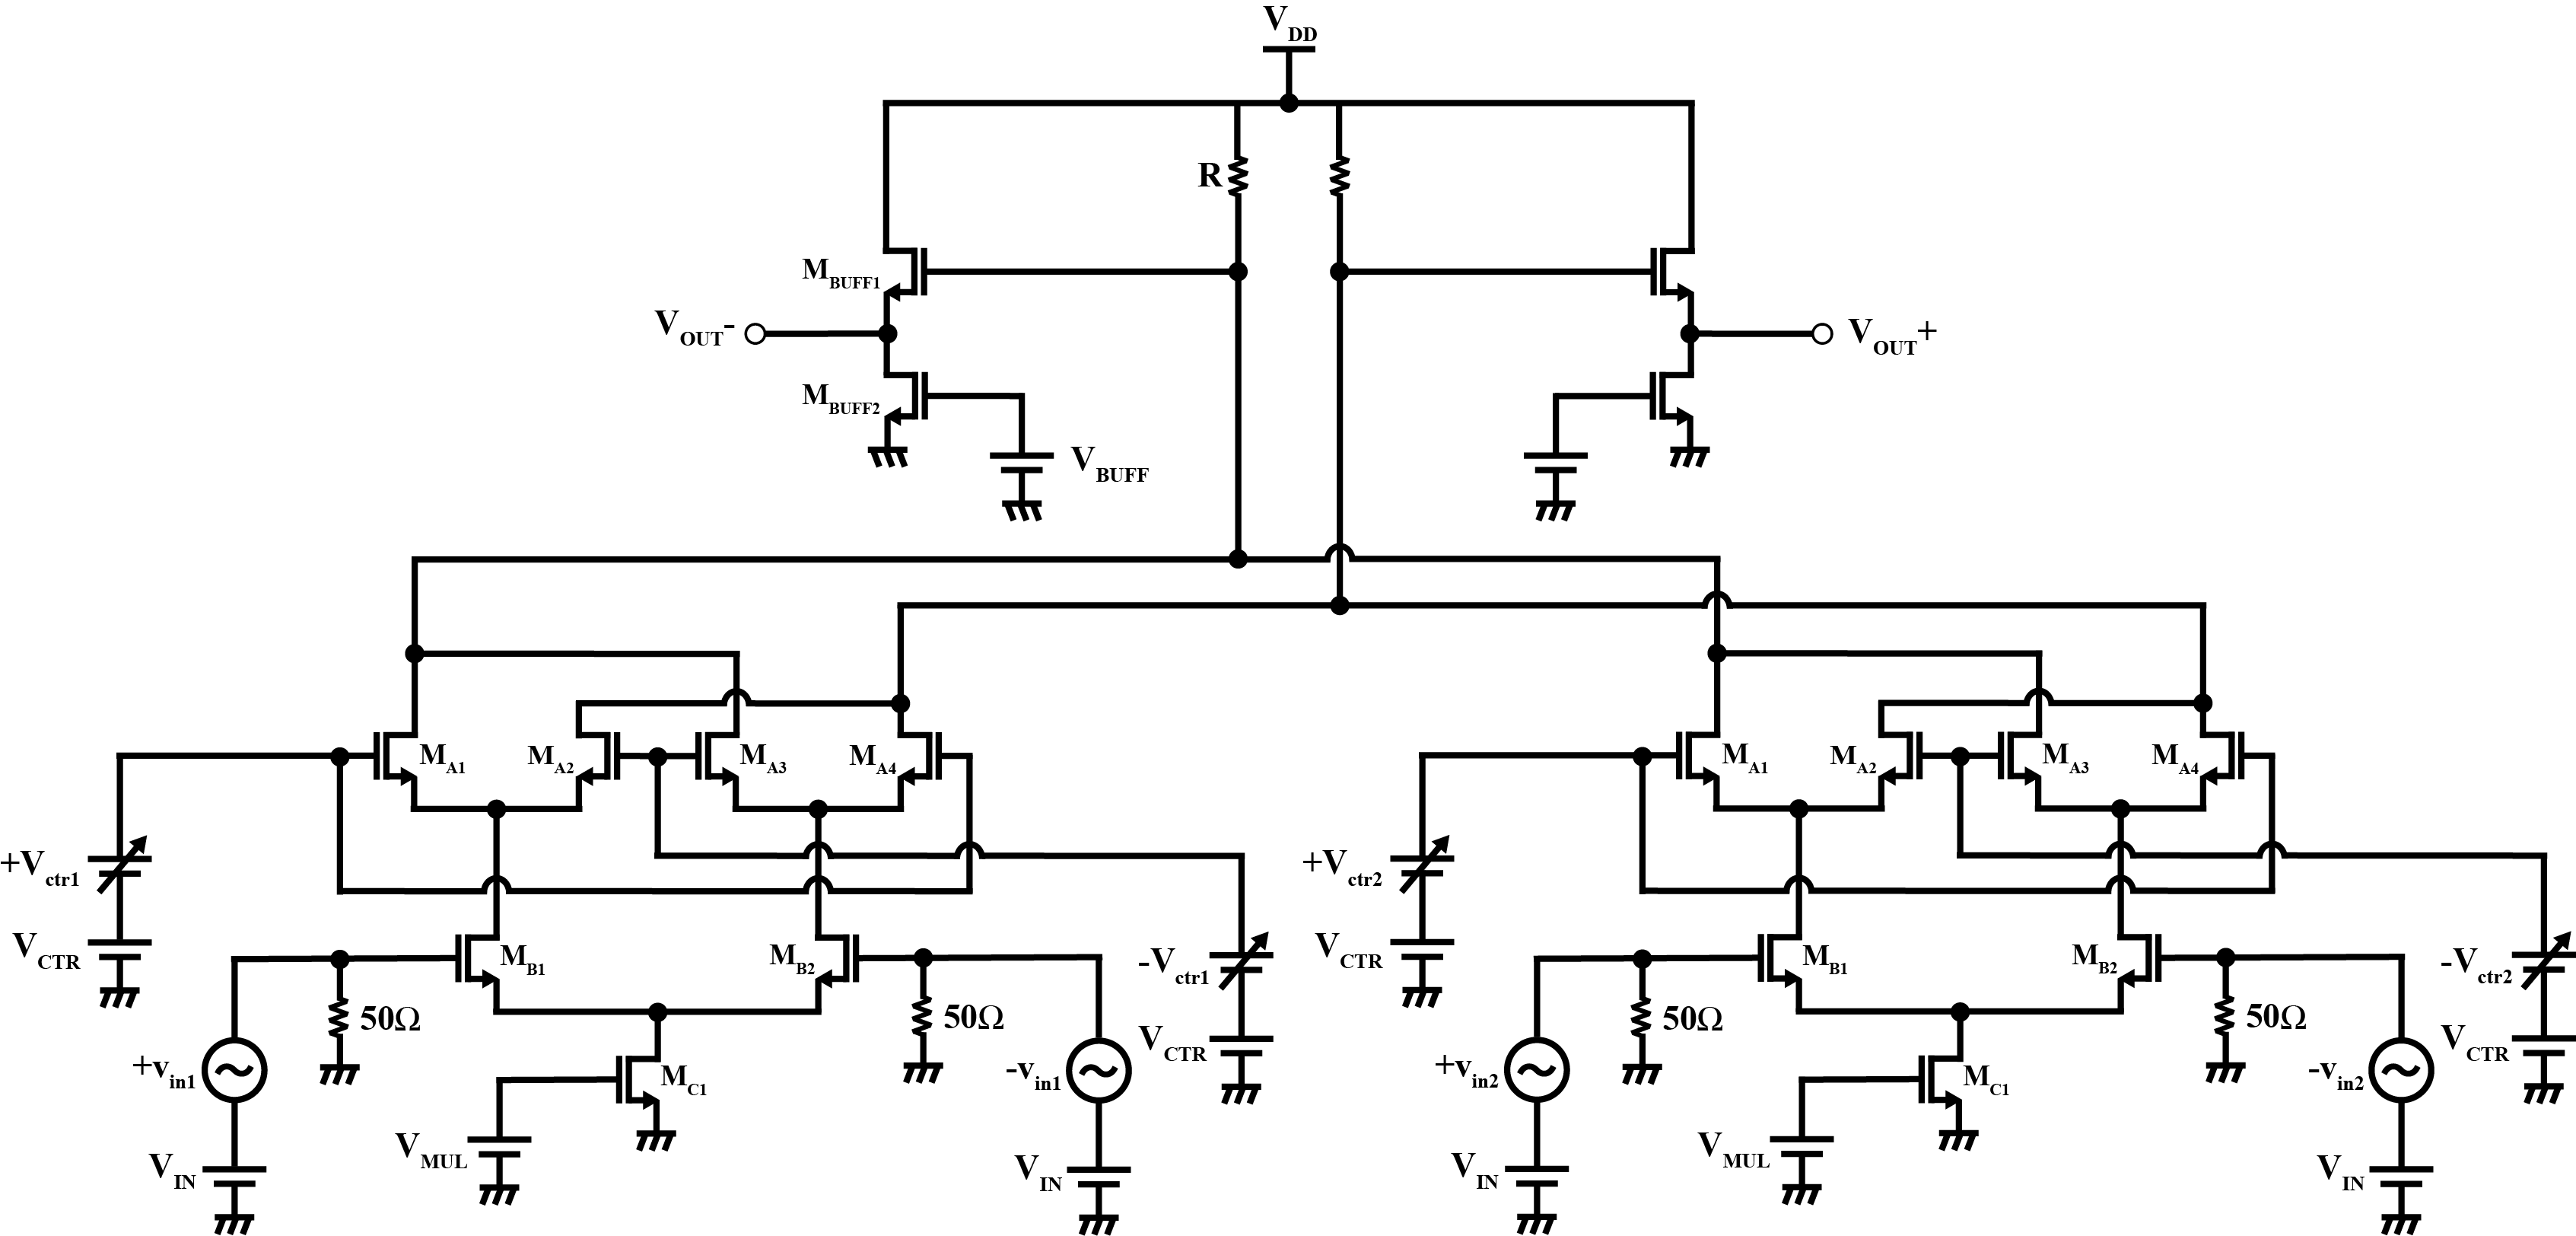 VDD
R
MBUFF1
VOUT-
VOUT+
MBUFF2
VBUFF
MA1
MA2
MA3
MA4
MA1
MA2
MA3
MA4
+Vctr1
+Vctr2
VCTR
MB1
MB2
-Vctr1
VCTR
MB1
MB2
-Vctr2
50Ω
50Ω
50Ω
50Ω
VCTR
VCTR
+vin1
MC1
-vin1
+vin2
MC1
-vin2
VMUL
VMUL
VIN
VIN
VIN
VIN